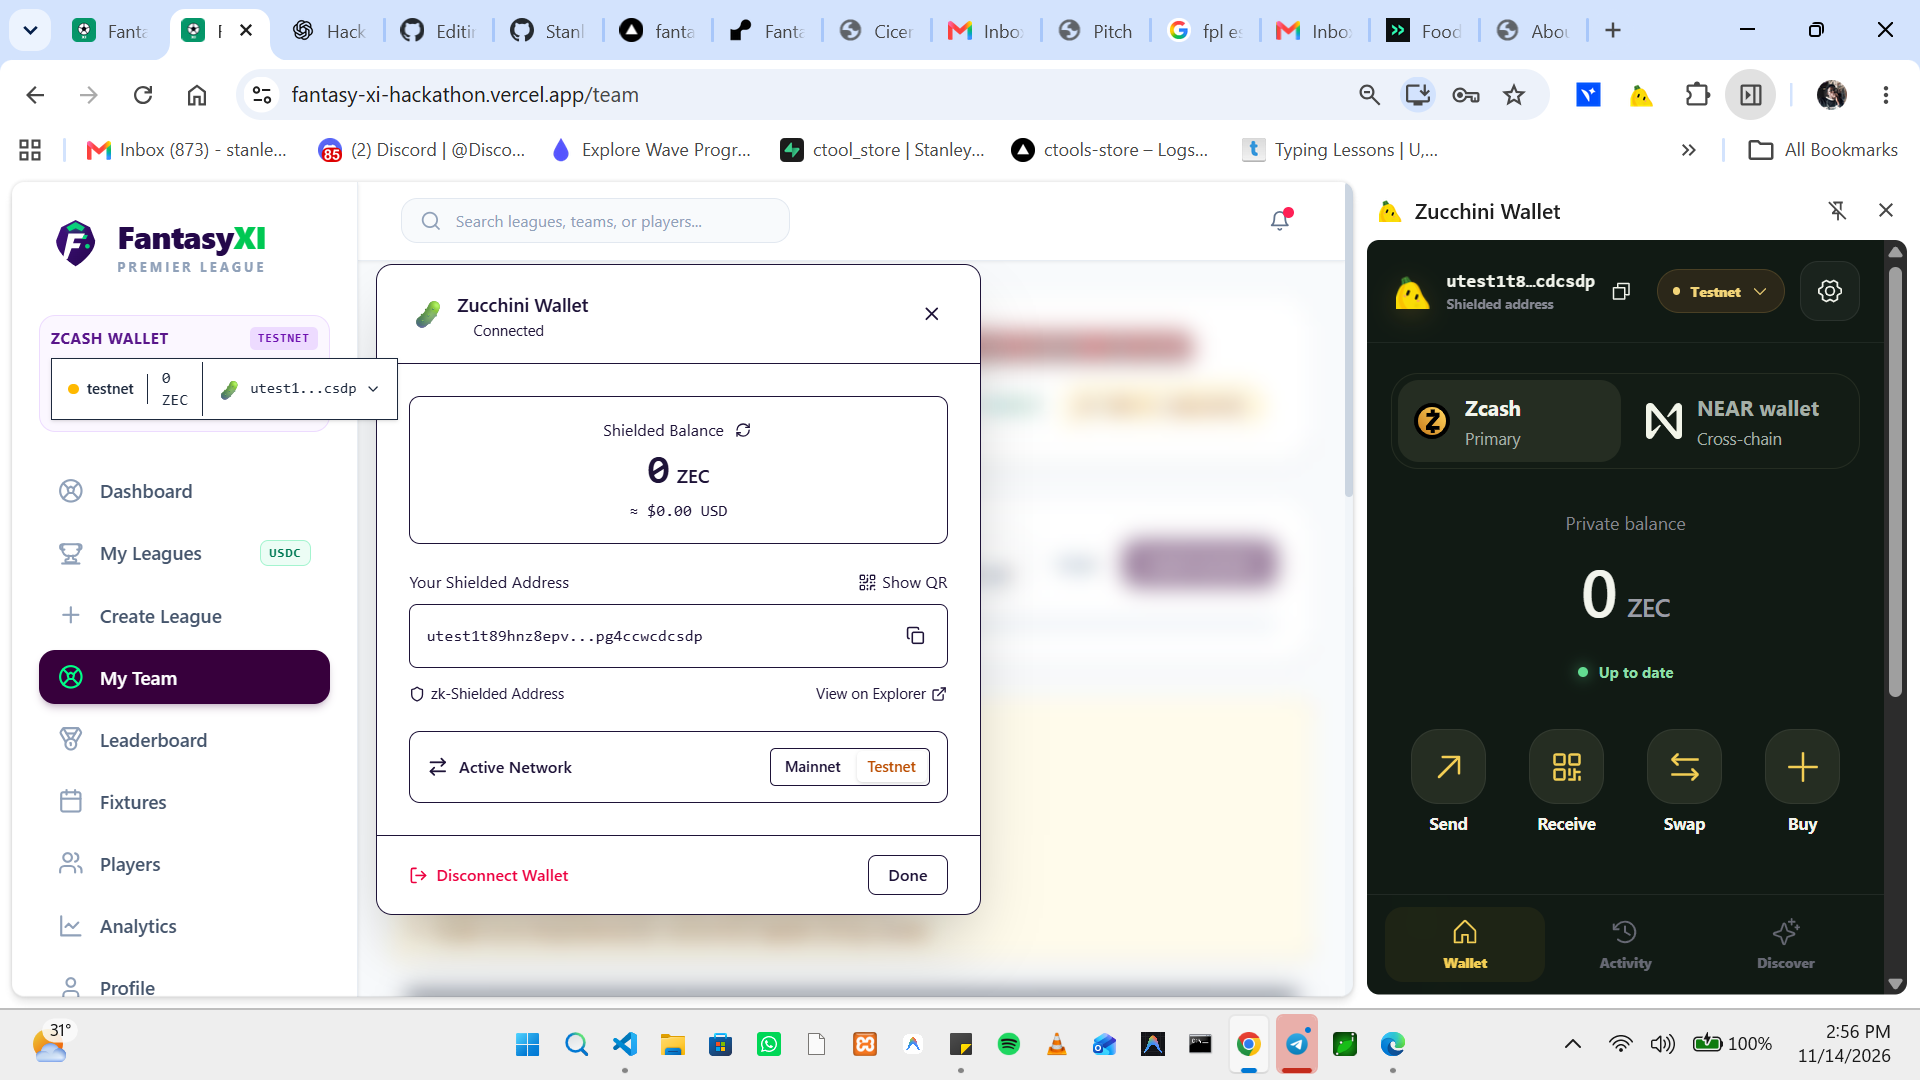 Fanta
F
Hack
Editin
Stanl
fanta
Fanta
Cicer
Inbox
Pitch
fpl es
Inbox
Food
Abou
fantasy-xi-hackathon.vercel.app/team
Inbox (873) - stanle...
85
(2) Discord | @Disco...
Explore Wave Progr...
ctool_store | Stanley...
ctools-store – Logs...
Typing Lessons | U,...
All Bookmarks
FantasyXI
PREMIER LEAGUE
Search leagues, teams, or players...
ZCASH WALLET
TESTNET
testnet
0
ZEC
utest1...csdp
Dashboard
My Leagues
USDC
Create League
My Team
Leaderboard
Fixtures
Players
Analytics
Profile
Zucchini Wallet
Connected
Shielded Balance
0 ZEC
≈ $0.00 USD
Your Shielded Address
Show QR
utest1t89hnz8epv...pg4ccwcdcsdp
zk-Shielded Address
View on Explorer
Active Network
Mainnet
Testnet
Disconnect Wallet
Done
Zucchini Wallet
utest1t8…cdcsdp
Shielded address
Testnet
Zcash
Primary
NEAR wallet
Cross-chain
Private balance
0 ZEC
Up to date
Send
Receive
Swap
Buy
Wallet
Activity
Discover
31°
100%
2:56 PM
11/14/2026